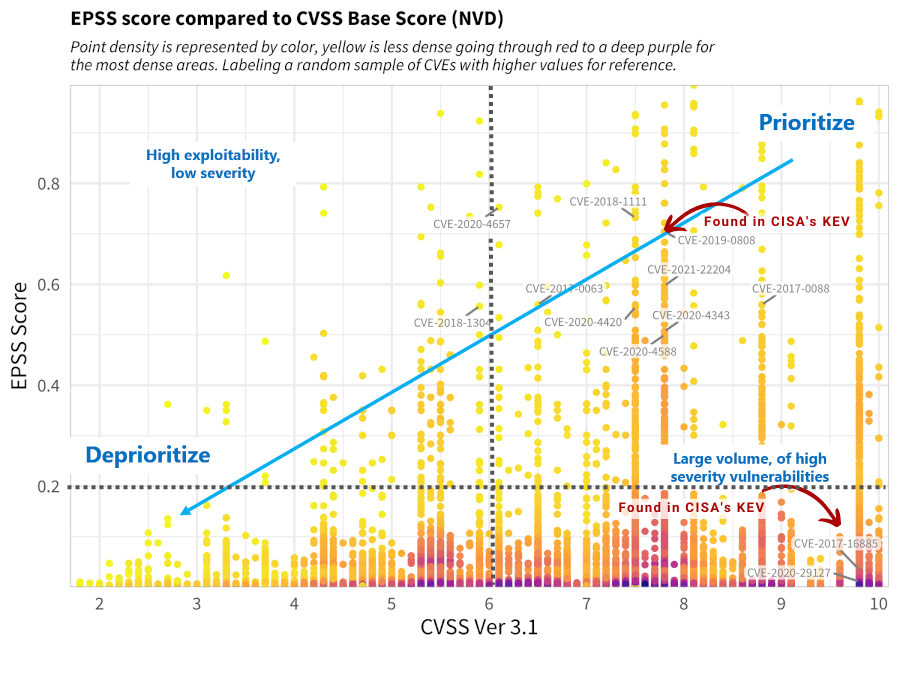 EPSS score compared to CVSS Base Score (NVD)
Point density is represented by color, yellow is less dense going through red to a deep purple for
the most dense areas. Labeling a random sample of CVEs with higher values for reference.
Prioritize
High exploitability,
low severity
0.8
CVE-2018-1111
Found in CISA's KEV
CVE-2020-4657
CVE-2019-0808
CVE-2021-22204
0.6
CVE-2017-0063
CVE-2017-0088
CVE-2018-1304
CVE-2020-4420
CVE-2020-4343
CVE-2020-4588
EPSS Score
0.4
Deprioritize
Large volume, of high
severity vulnerabilities
0.2
Found in CISA's KEV
CVE-2017-16885
CVE-2020-29127
2 3 4 5 6 7 8 9 10
CVSS Ver 3.1